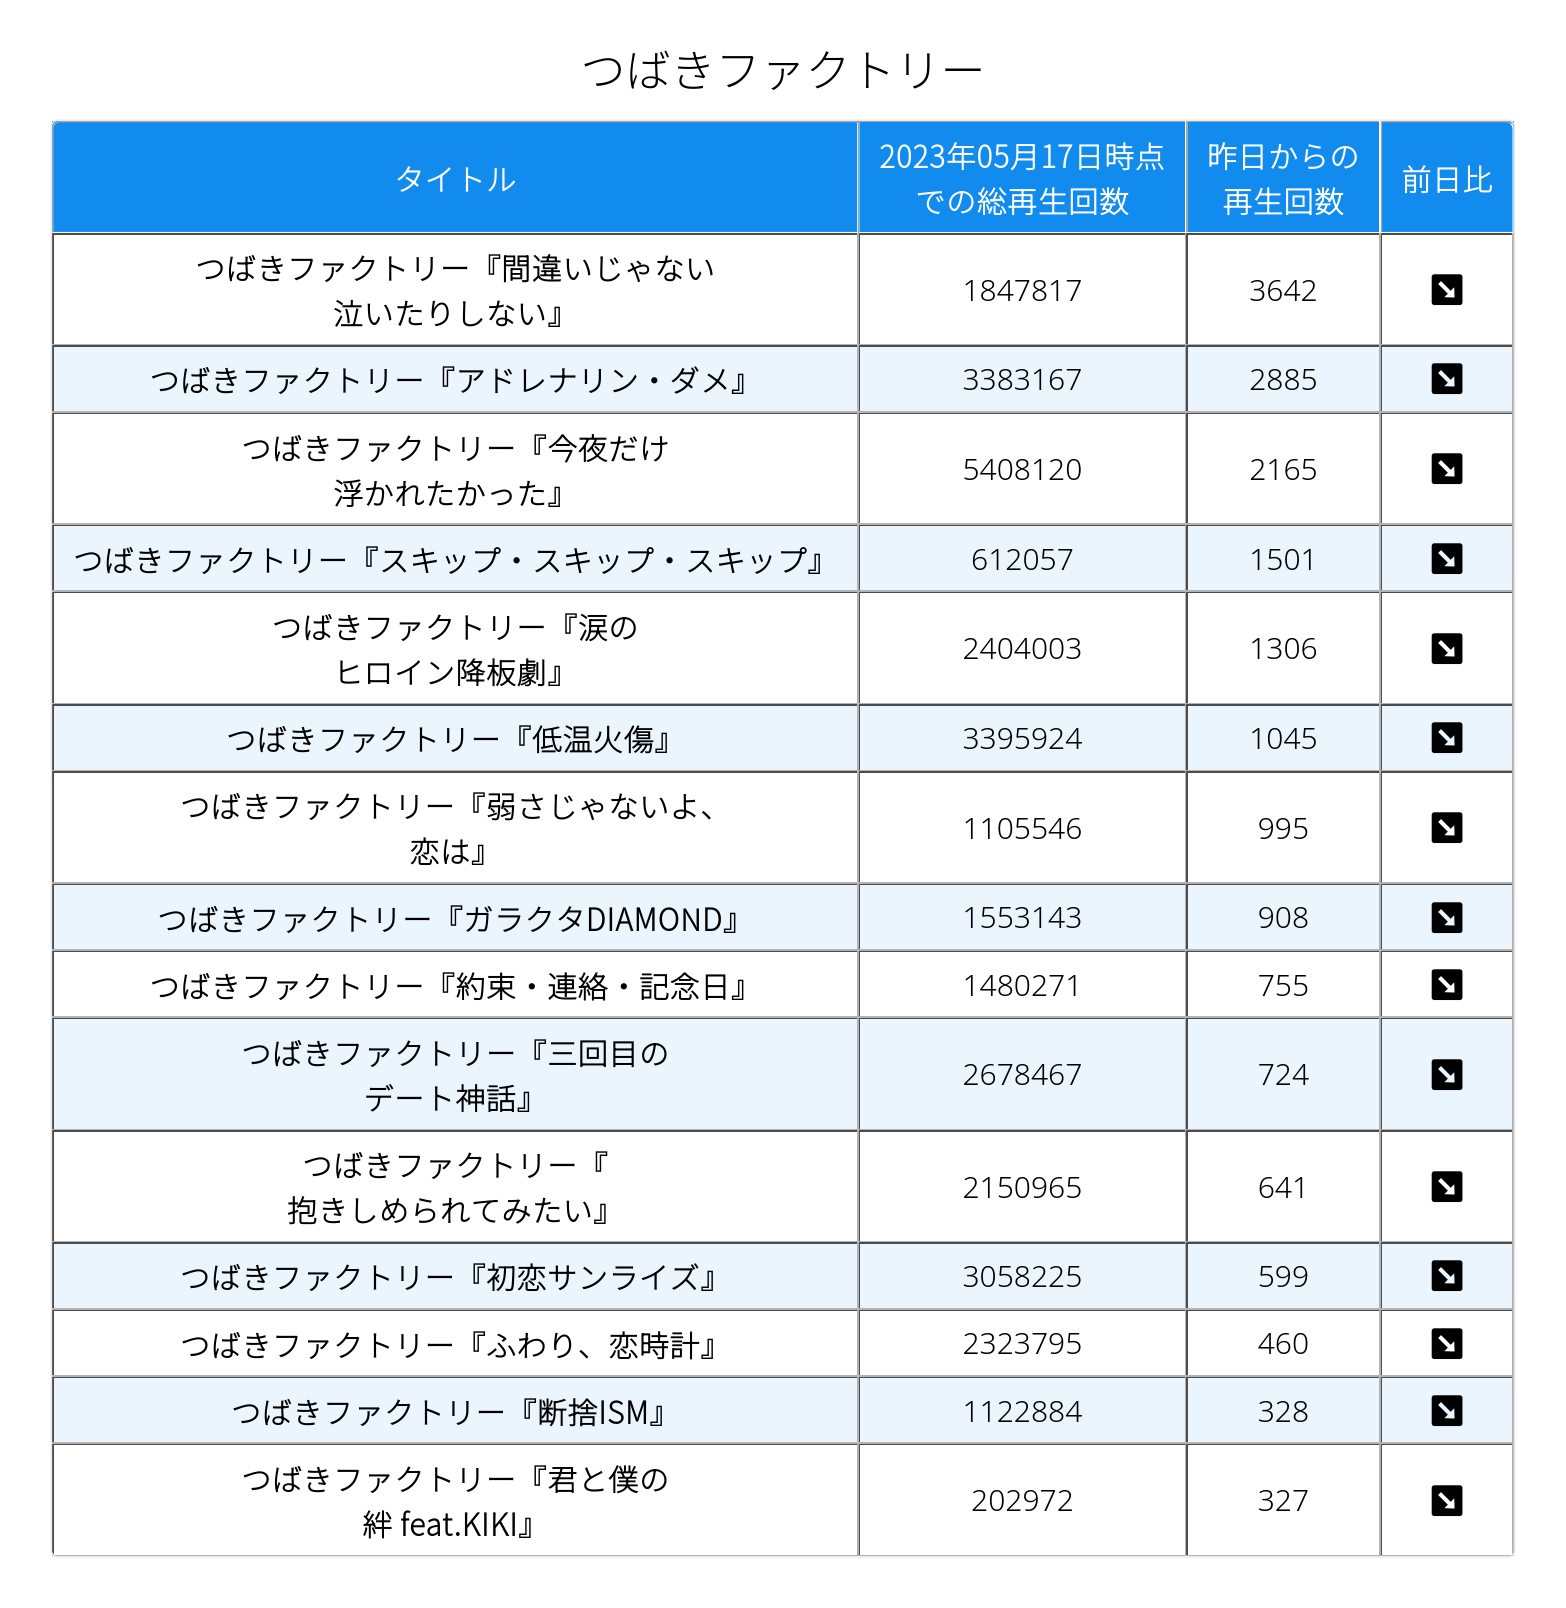 つばきファクトリー
タイトル
2023年05月17日時点
での総再生回数
昨日からの
再生回数
前日比
つばきファクトリー『間違いじゃない
泣いたりしない』
1847817
3642
つばきファクトリー『アドレナリン・ダメ』
3383167
2885
つばきファクトリー『今夜だけ
浮かれたかった』
5408120
2165
つばきファクトリー『スキップ・スキップ・スキップ』
612057
1501
つばきファクトリー『涙の
ヒロイン降板劇』
2404003
1306
つばきファクトリー『低温火傷』
3395924
1045
つばきファクトリー『弱さじゃないよ、
恋は』
1105546
995
つばきファクトリー『ガラクタDIAMOND』
1553143
908
つばきファクトリー『約束・連絡・記念日』
1480271
755
つばきファクトリー『三回目の
デート神話』
2678467
724
つばきファクトリー『
抱きしめられてみたい』
2150965
641
つばきファクトリー『初恋サンライズ』
3058225
599
つばきファクトリー『ふわり、恋時計』
2323795
460
つばきファクトリー『断捨ISM』
1122884
328
つばきファクトリー『君と僕の
絆 feat.KIKI』
202972
327